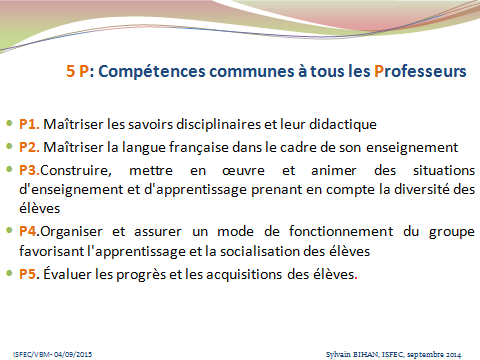 5 P: Compétences communes à tous les Professeurs
P1. Maîtriser les savoirs disciplinaires et leur didactique
P2. Maîtriser la langue française dans le cadre de son enseignement
P3.Construire, mettre en œuvre et animer des situations
d'enseignement et d'apprentissage prenant en compte la diversité des
élèves
P4.Organiser et assurer un mode de fonctionnement du groupe
favorisant l'apprentissage et la socialisation des élèves
P5. Évaluer les progrès et les acquisitions des élèves.
ISFEC/VBM- 04/09/2015
Sylvain BIHAN, ISFEC, septembre 2014